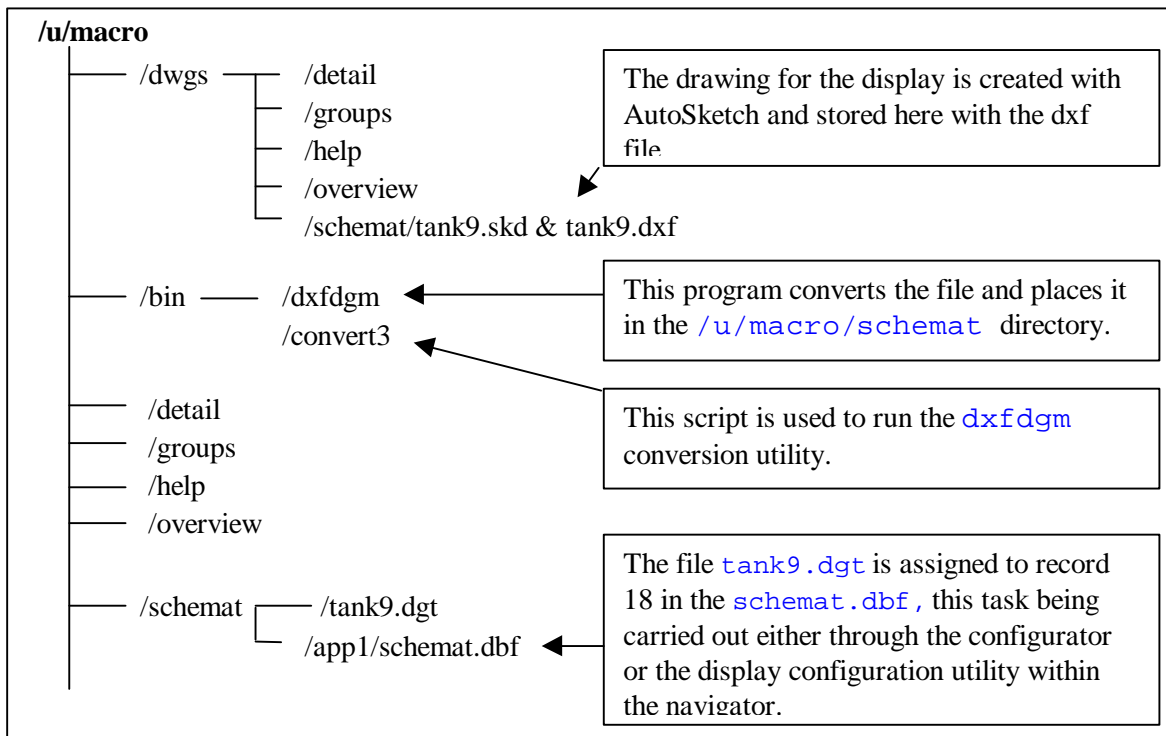 /u/macro
/dwgs
/detail
/groups
/help
/overview
/schemat/tank9.skd & tank9.dxf
The drawing for the display is created with
AutoSketch and stored here with the dxf
file
/bin
/dxfdgm
/convert3
This program converts the file and places it
in the /u/macro/schemat directory.
This script is used to run the dxfdgm
conversion utility.
/detail
/groups
/help
/overview
/schemat
/tank9.dgt
/app1/schemat.dbf
The file tank9.dgt is assigned to record
18 in the schemat.dbf, this task being
carried out either through the configurator
or the display configuration utility within
the navigator.